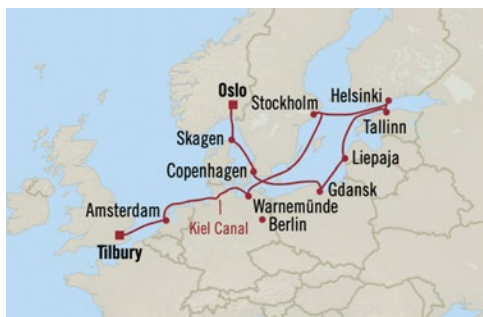 Oslo
Helsinki
Stockholm
Tallinn
Skagen
Liepaja
Copenhagen
Gdansk
Warnemünde
Amsterdam
Berlin
Kiel Canal
Tilbury